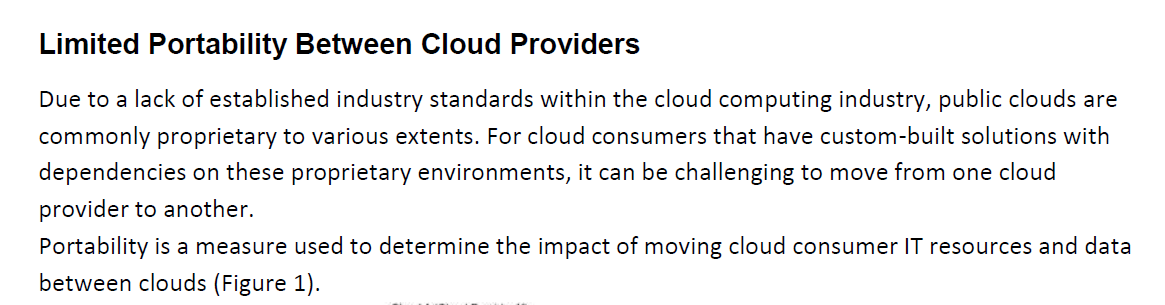 Limited Portability Between Cloud Providers
Due to a lack of established industry standards within the cloud computing industry, public clouds are
commonly proprietary to various extents. For cloud consumers that have custom-built solutions with
dependencies on these proprietary environments, it can be challenging to move from one cloud
provider to another.
Portability is a measure used to determine the impact of moving cloud consumer IT resources and data
between clouds (Figure 1).